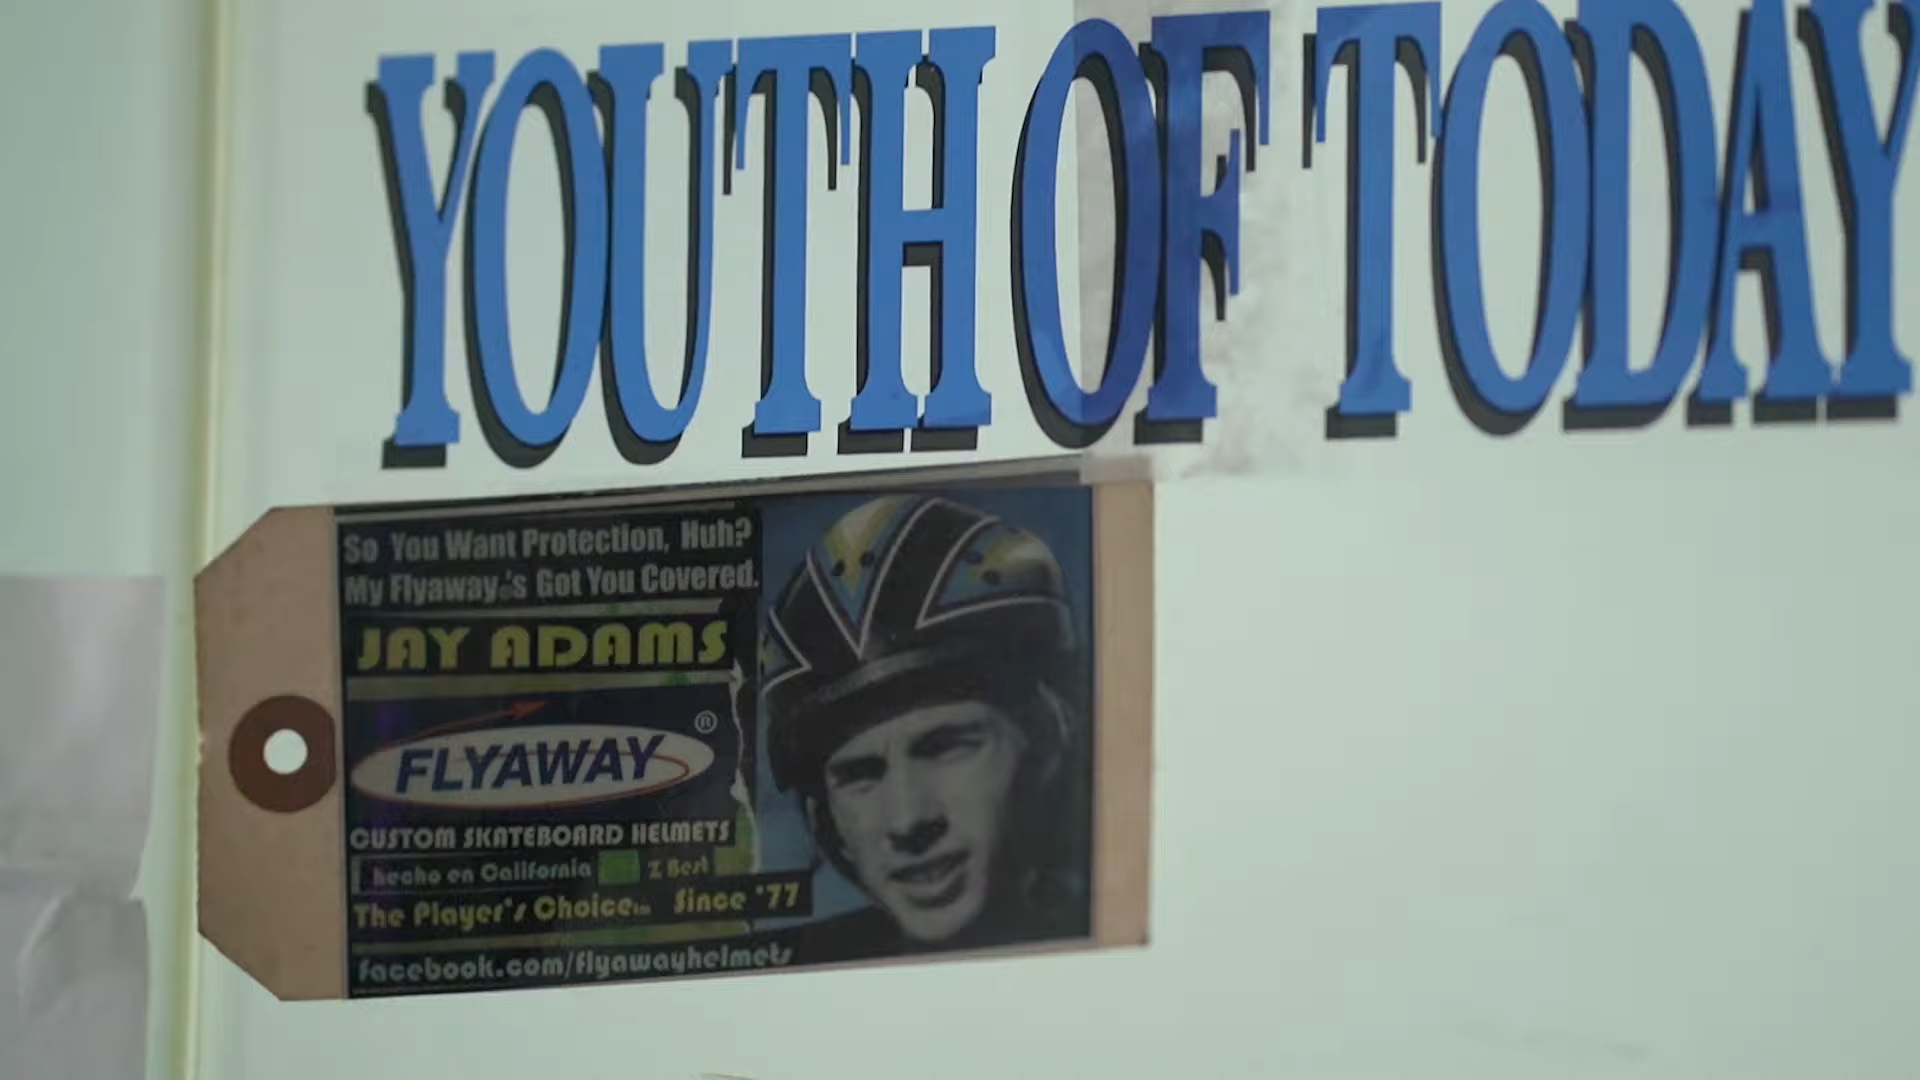 YOUTH OF TODAY
So You Want Protection, Huh?
My Flyaway®'s Got You Covered.
JAY ADAMS
FLYAWAY®
CUSTOM SKATEBOARD HELMETS
hecho en California Z Best
The Player's Choice™ Since '77
facebook.com/flyawayhelmets